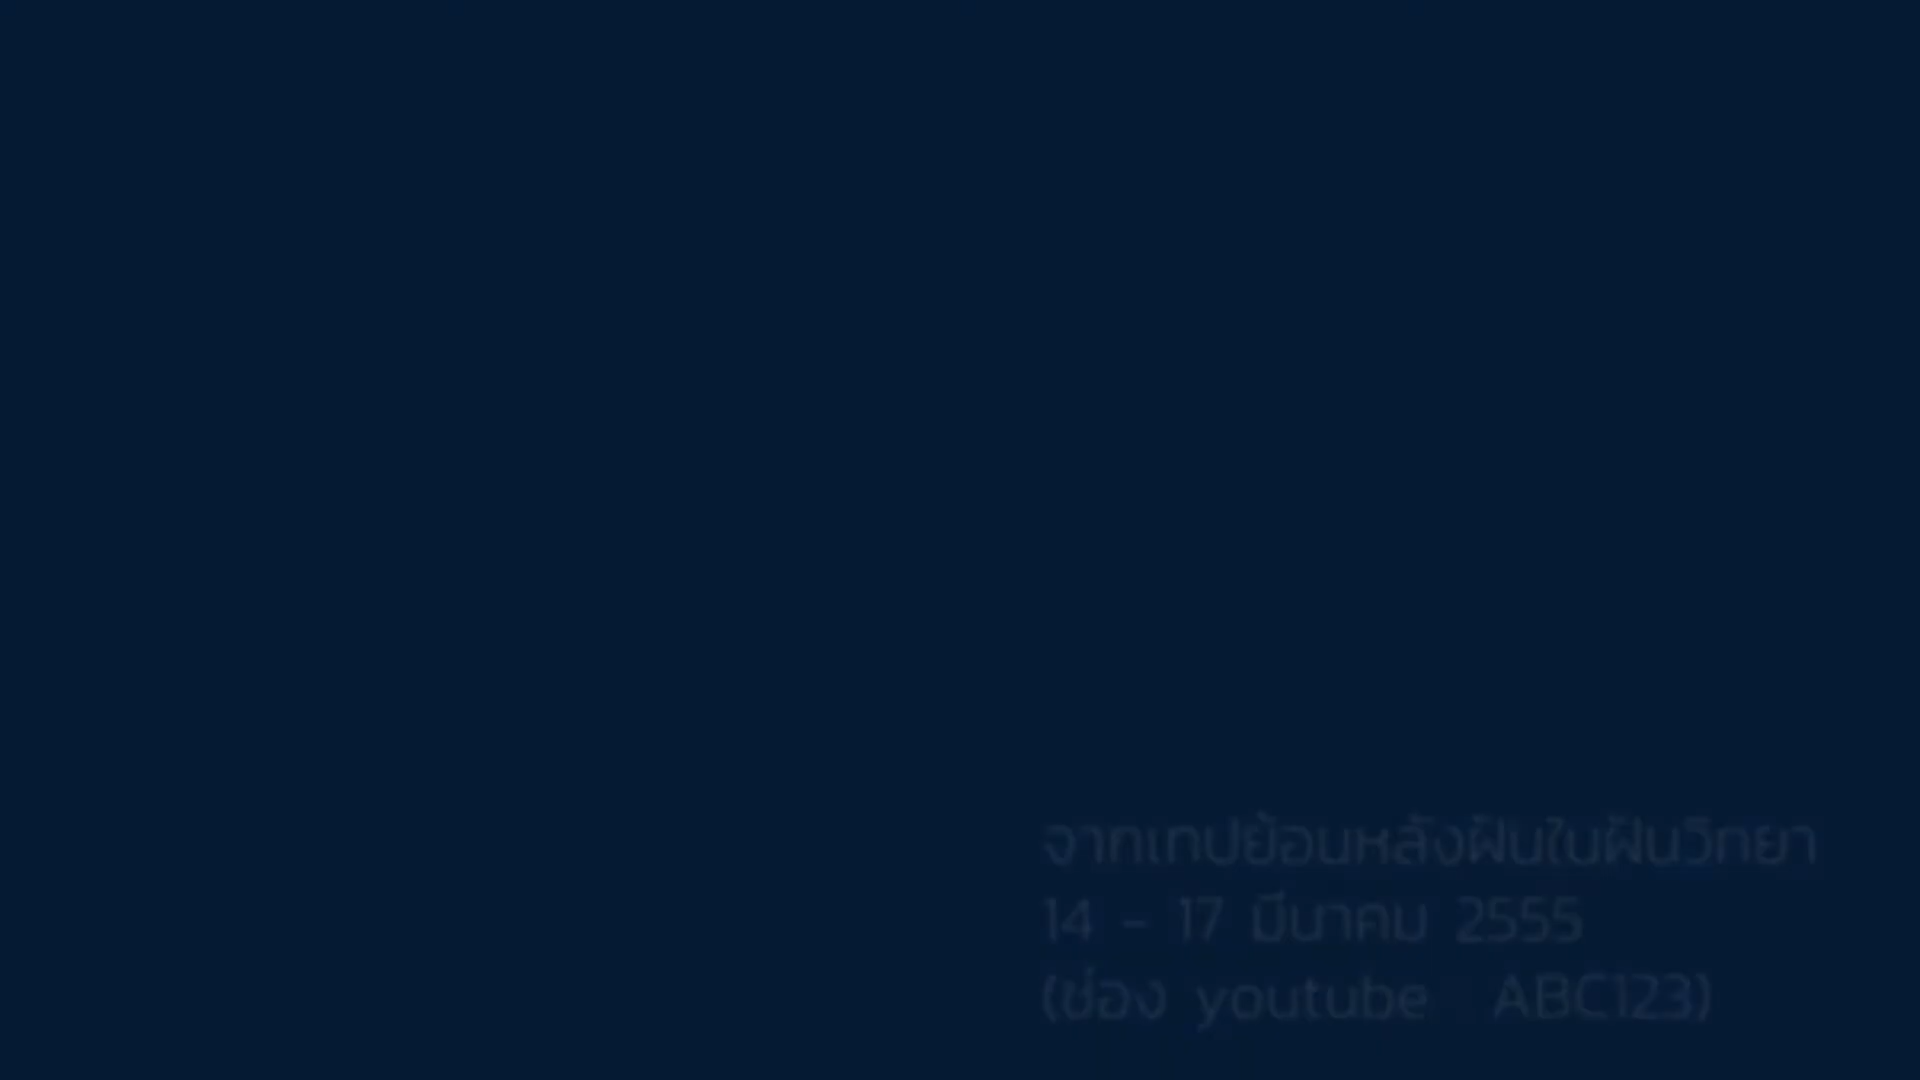 จากเทปย้อนหลังฝันในฝันวิทยา
14 - 17 มีนาคม 2555
(ช่อง youtube ABC123)